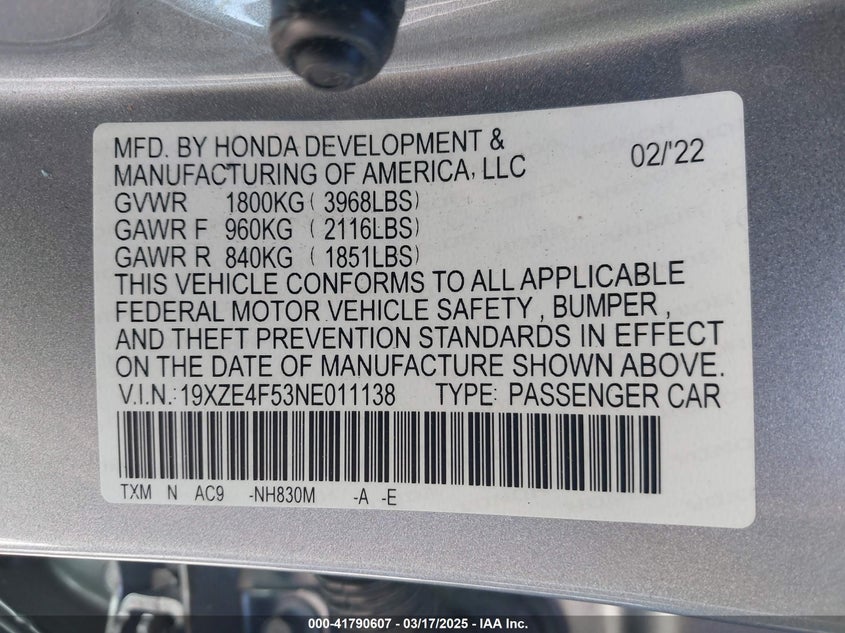 MFD. BY HONDA DEVELOPMENT &
MANUFACTURING OF AMERICA, LLC 02/'22
GVWR 1800KG ( 3968LBS)
GAWR F 960KG ( 2116LBS)
GAWR R 840KG ( 1851LBS)
THIS VEHICLE CONFORMS TO ALL APPLICABLE
FEDERAL MOTOR VEHICLE SAFETY , BUMPER ,
AND THEFT PREVENTION STANDARDS IN EFFECT
ON THE DATE OF MANUFACTURE SHOWN ABOVE.
V.I.N.: 19XZE4F53NE011138 TYPE: PASSENGER CAR
TXM N AC9 -NH830M -A -E
000-41790607 - 03/17/2025 - IAA Inc.